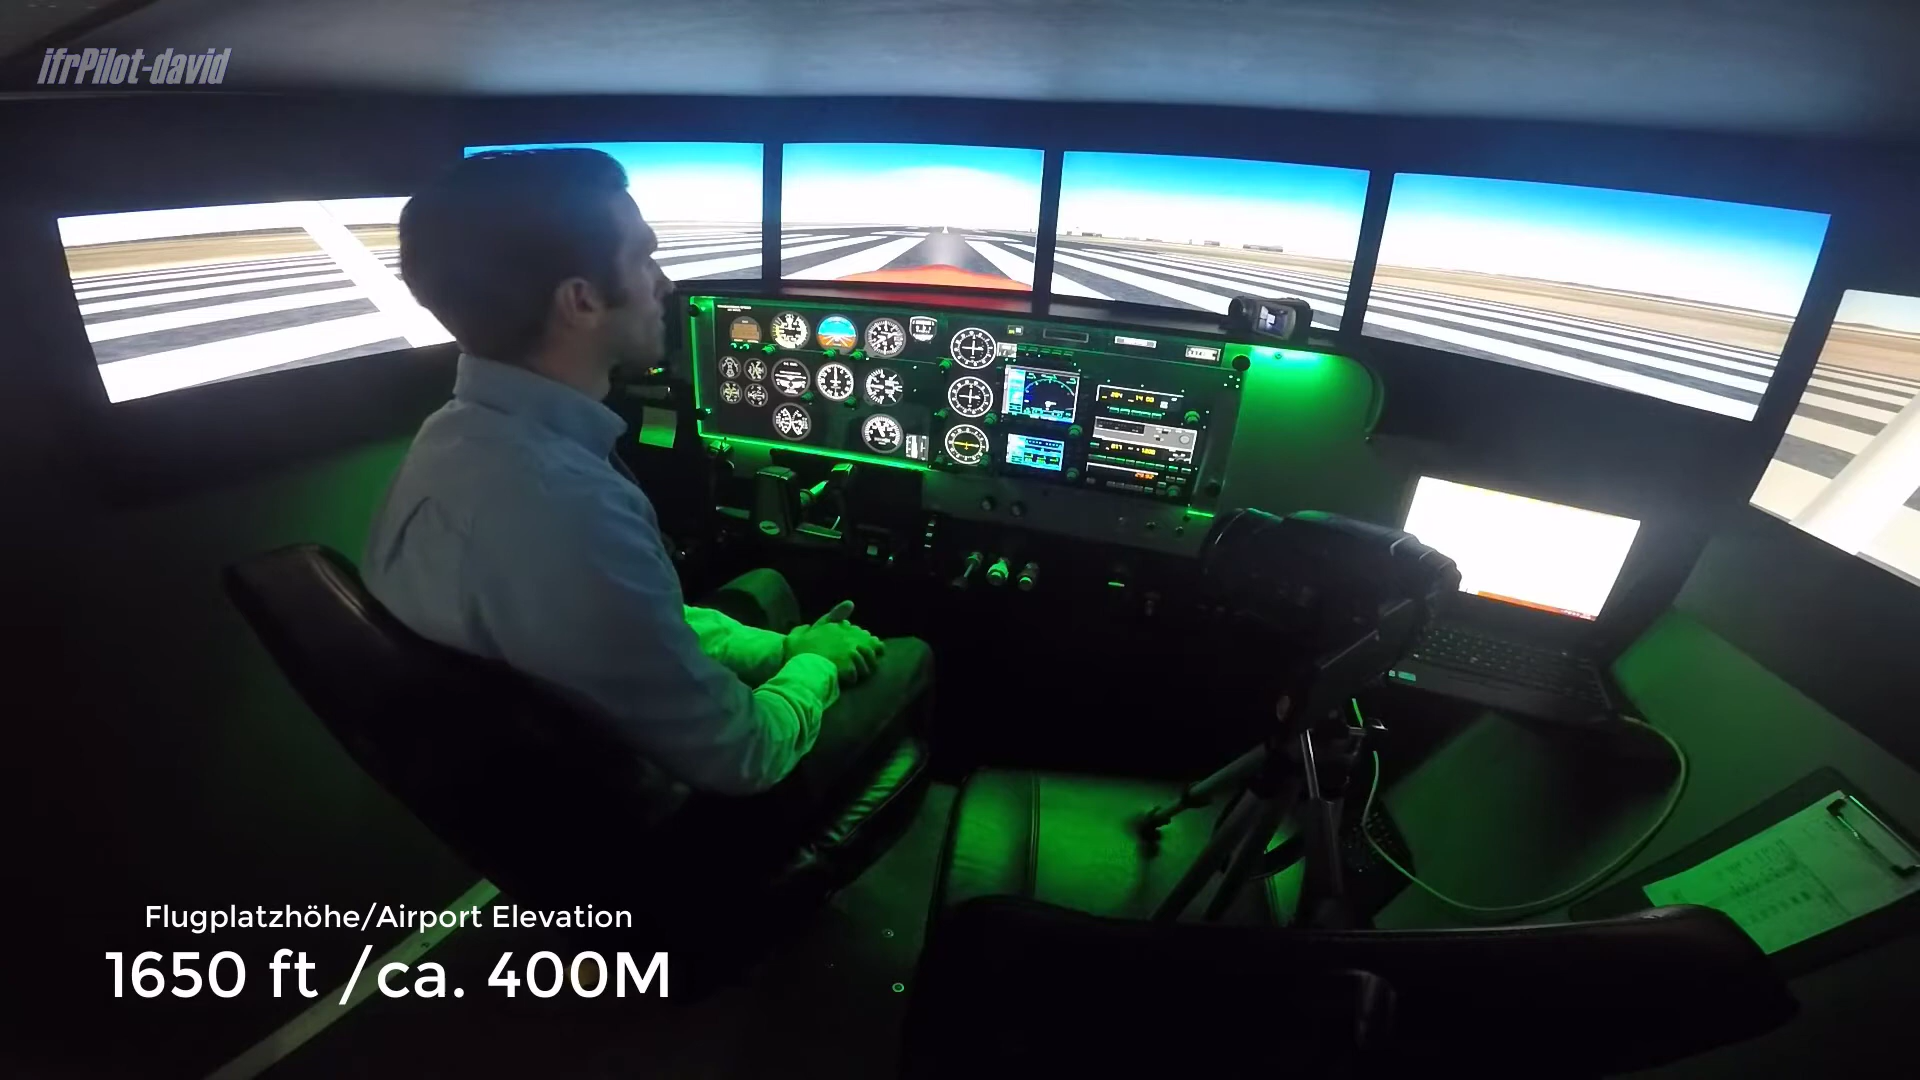 ifrPilot-david
Flugplatzhöhe/Airport Elevation
1650 ft /ca. 400M